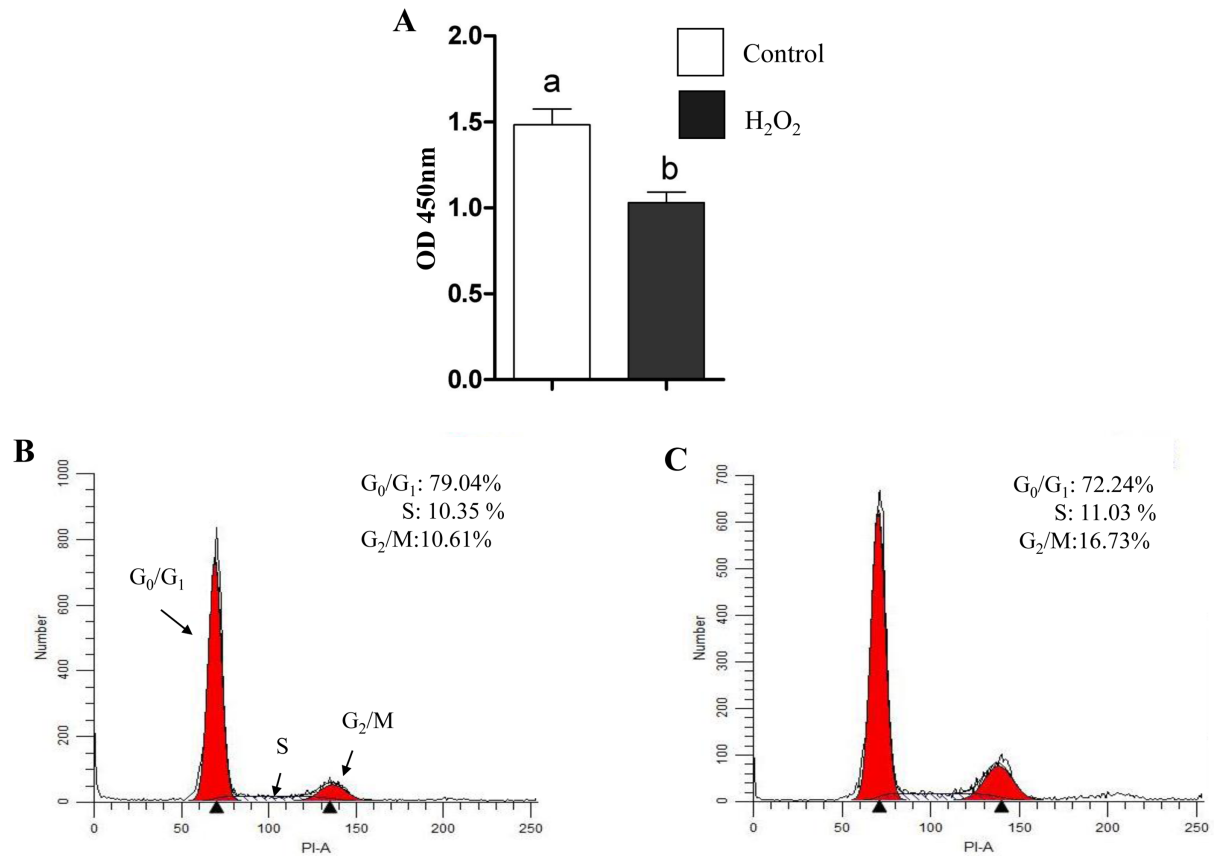 A
2.0
1.5
1.0
0.5
0.0
OD 450nm
a
b
Control
H₂O₂
B
1000
800
600
400
200
0
Number
G₀/G₁: 79.04%
S: 10.35 %
G₂/M:10.61%
G₀/G₁
S
G₂/M
0 50 100 150 200 250
PI-A
C
700
600
500
400
300
200
100
0
Number
G₀/G₁: 72.24%
S: 11.03 %
G₂/M:16.73%
0 50 100 150 200 250
PI-A